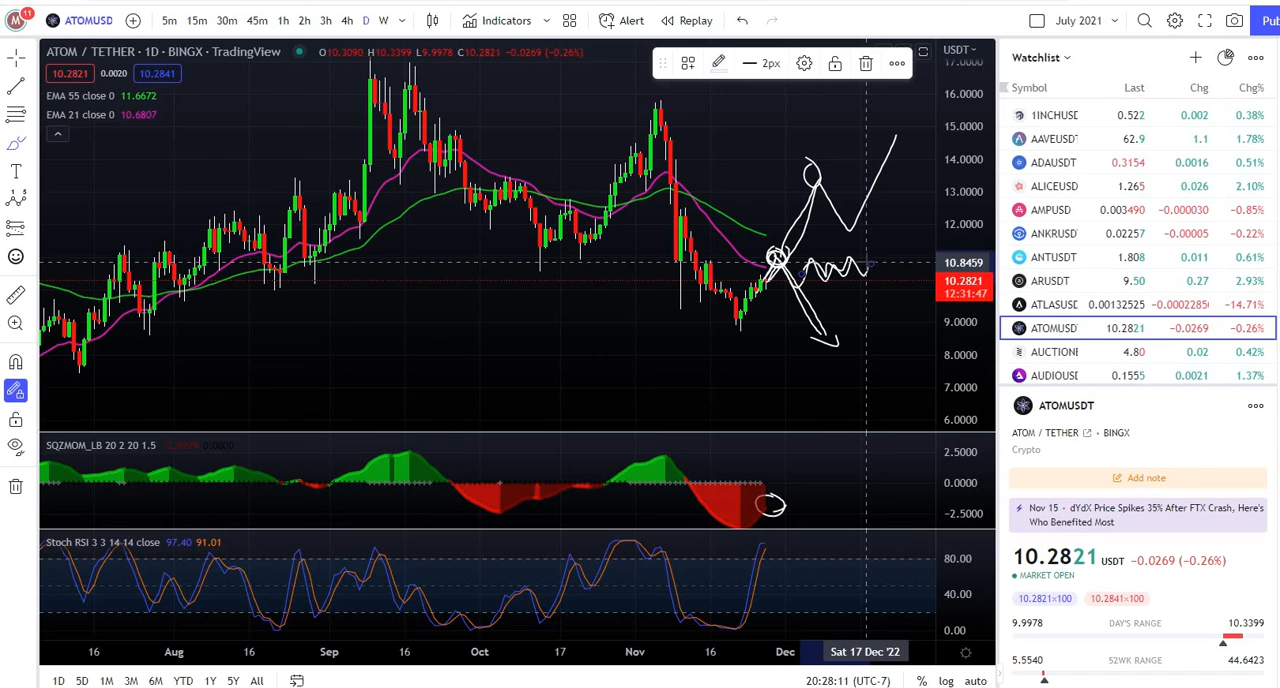 11
ATOMUSD
5m 15m 30m 45m 1h 2h 3h 4h D W
Indicators
Alert
Replay
July 2021
Pub
ATOM / TETHER · 1D · BINGX · TradingView
O10.3090 H10.3399 L9.9978 C10.2821 -0.0269 (-0.26%)
10.2821 0.0020 10.2841
EMA 55 close 0 11.6672
EMA 21 close 0 10.6807
2px
USDT
17.0000
16.0000
15.0000
14.0000
13.0000
12.0000
10.8459
10.2821
12:31:47
9.0000
8.0000
7.0000
6.0000
SQZMOM_LB 20 2 20 1.5
0.0000
2.5000
0.0000
-2.5000
Stoch RSI 3 3 14 14 close 97.40 91.01
80.00
40.00
0.00
16 Aug 16 Sep 16 Oct 17 Nov 16 Dec
Sat 17 Dec '22
1D 5D 1M 3M 6M YTD 1Y 5Y All
20:28:11 (UTC-7)
% log auto
Watchlist
Symbol Last Chg Chg%
1INCHUSD 0.522 0.002 0.38%
AAVEUSDT 62.9 1.1 1.78%
ADAUSDT 0.3154 0.0016 0.51%
ALICEUSD 1.265 0.026 2.10%
AMPUSD 0.003490 -0.000030 -0.85%
ANKRUSD 0.02257 -0.00005 -0.22%
ANTUSDT 1.808 0.011 0.61%
ARUSDT 9.50 0.27 2.93%
ATLASUSD 0.00132525 -0.00022850 -14.71%
ATOMUSD 10.2821 -0.0269 -0.26%
AUCTION 4.80 0.02 0.42%
AUDIOUSD 0.1555 0.0021 1.37%
ATOMUSDT
ATOM / TETHER · BINGX
Crypto
Add note
Nov 15 · dYdX Price Spikes 35% After FTX Crash, Here's
Who Benefited Most
10.2821 USDT -0.0269 (-0.26%)
MARKET OPEN
10.2821×100 10.2841×100
9.9978 DAY'S RANGE 10.3399
5.5540 52WK RANGE 44.6423